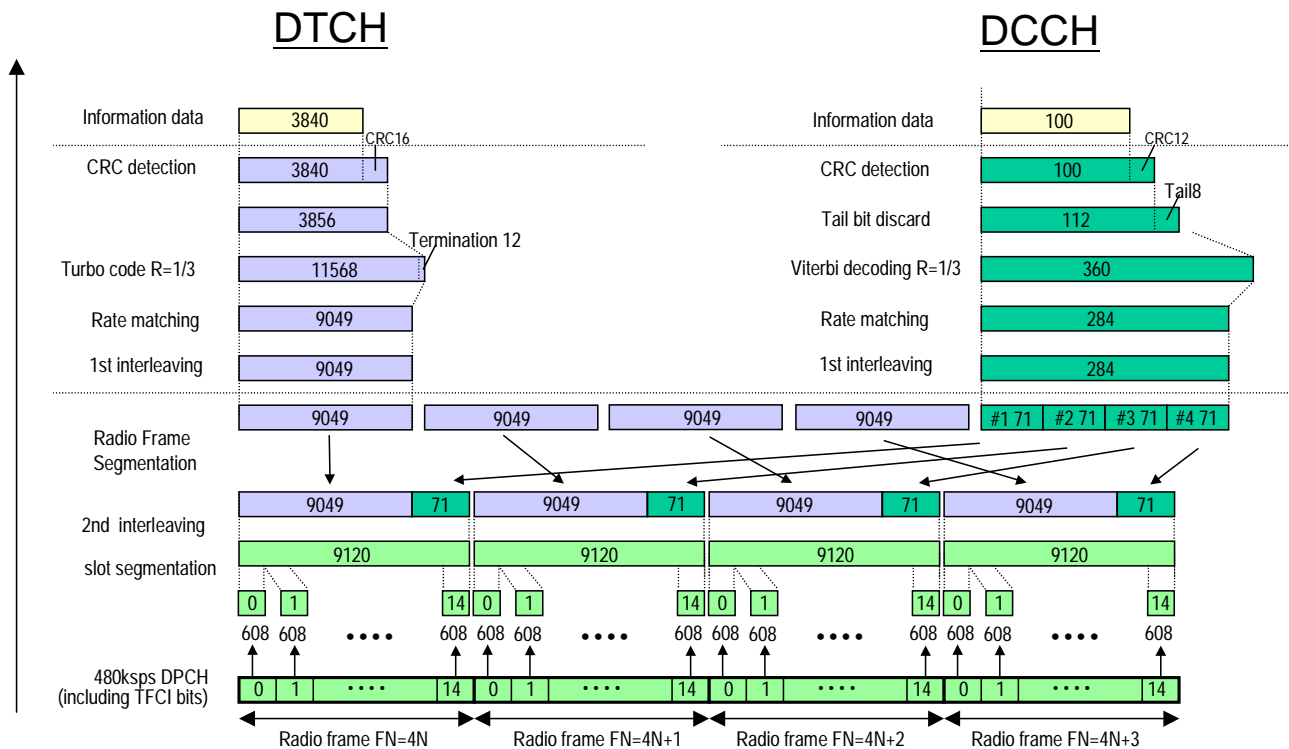 DTCH DCCH
Information data 3840 Information data 100
CRC16 CRC12
CRC detection 3840 CRC detection 100
Tail8
3856 Tail bit discard 112
Termination 12
Turbo code R=1/3 11568 Viterbi decoding R=1/3 360
Rate matching 9049 Rate matching 284
1st interleaving 9049 1st interleaving 284
9049 9049 9049 9049 #1 71 #2 71 #3 71 #4 71
Radio Frame
Segmentation
9049 71 9049 71 9049 71 9049 71
2nd interleaving
9120 9120 9120 9120
slot segmentation
0 1 14 0 1 14 0 1 14 0 1 14
608 608 •••• 608 608 608 •••• 608 608 608 •••• 608 608 608 •••• 608
480ksps DPCH
(including TFCI bits)
0 1 •••• 14 0 1 •••• 14 0 1 •••• 14 0 1 •••• 14
Radio frame FN=4N Radio frame FN=4N+1 Radio frame FN=4N+2 Radio frame FN=4N+3